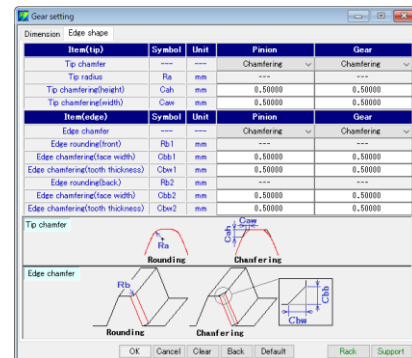 Gear setting
Dimension Edge shape
Item(tip) Symbol Unit Pinion Gear
Tip chamfer --- --- Chamfering Chamfering
Tip radius Ra mm --- ---
Tip chamfering(height) Cah mm 0.50000 0.50000
Tip chamfering(width) Caw mm 0.50000 0.50000
Item(edge) Symbol Unit Pinion Gear
Edge chamfer --- --- Chamfering Chamfering
Edge rounding(front) Rb1 mm --- ---
Edge chamfering(face width) Cbb1 mm 0.50000 0.50000
Edge chamfering(tooth thickness) Cbw1 mm 0.50000 0.50000
Edge rounding(back) Rb2 mm --- ---
Edge chamfering(face width) Cbb2 mm 0.50000 0.50000
Edge chamfering(tooth thickness) Cbw2 mm 0.50000 0.50000
Tip chamfer
Ra
Rounding
Caw
Cah
Chamfering
Edge chamfer
Rb
Rounding
Chamfering
Cbb
Cbw
OK Cancel Clear Back Default Rack Support